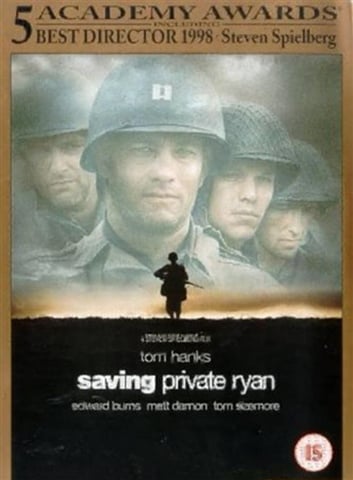 5 ACADEMY AWARDS®
INCLUDING
BEST DIRECTOR 1998 · Steven Spielberg
tom hanks
saving private ryan
edward burns matt damon tom sizemore
15